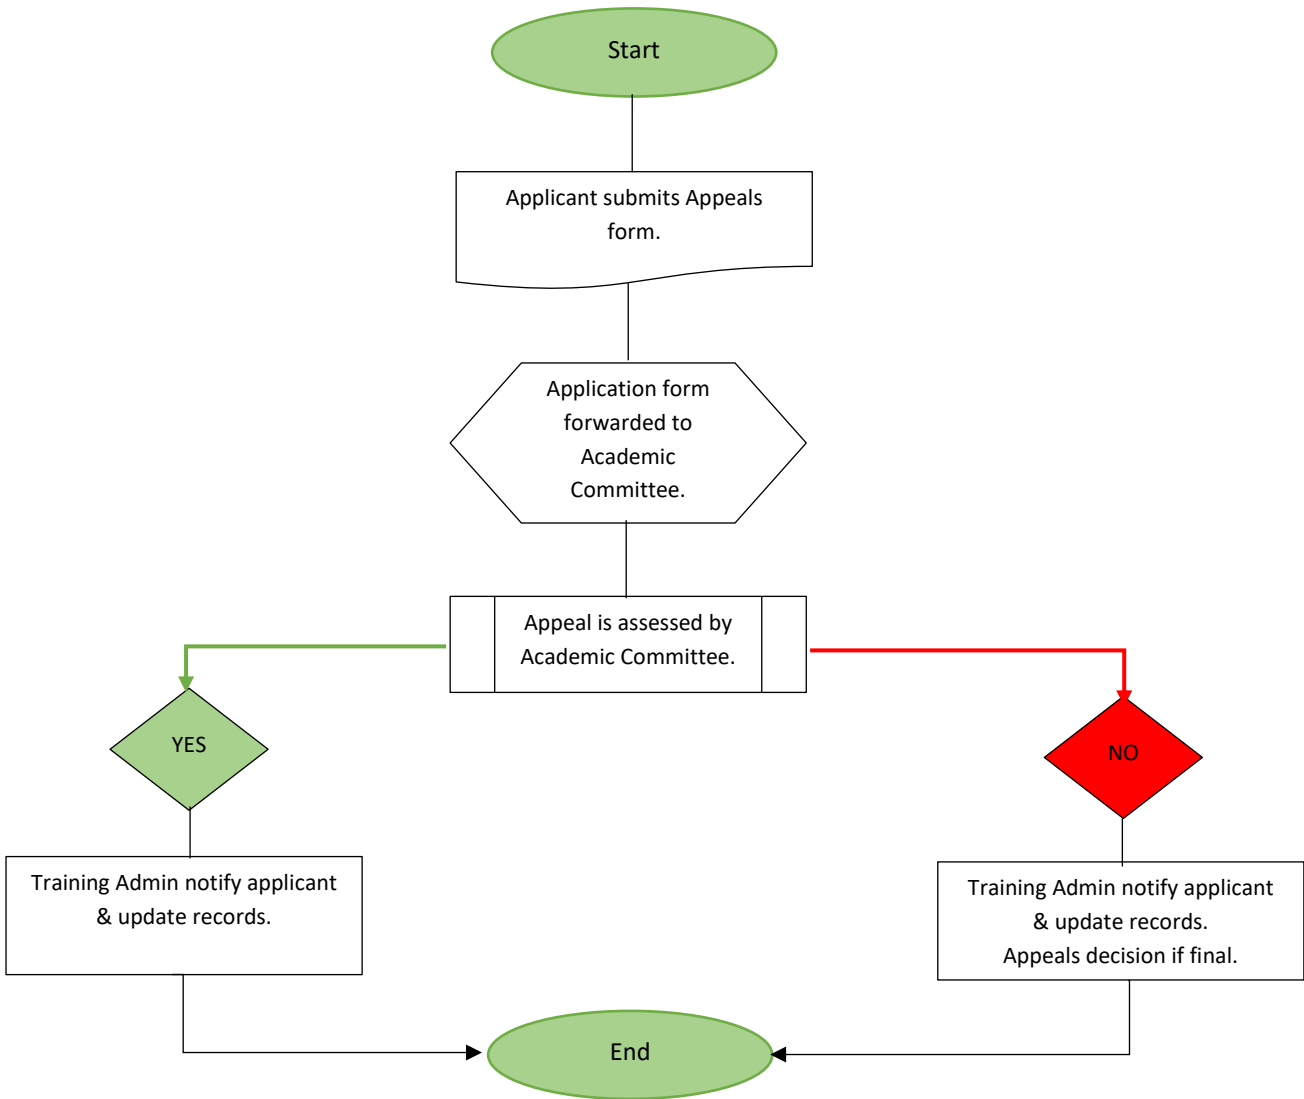 Start
Applicant submits Appeals
form.
Application form
forwarded to
Academic
Committee.
Appeal is assessed by
Academic Committee.
YES
NO
Training Admin notify applicant
& update records.
Training Admin notify applicant
& update records.
Appeals decision if final.
End